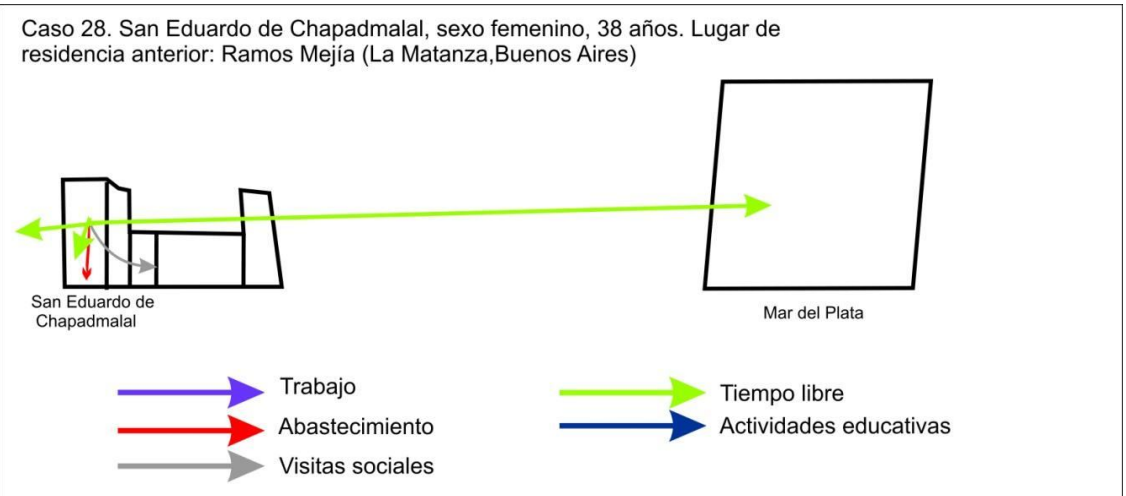 Caso 28. San Eduardo de Chapadmalal, sexo femenino, 38 años. Lugar de
residencia anterior: Ramos Mejía (La Matanza,Buenos Aires)
San Eduardo de
Chapadmalal
Mar del Plata
Trabajo
Abastecimiento
Visitas sociales
Tiempo libre
Actividades educativas